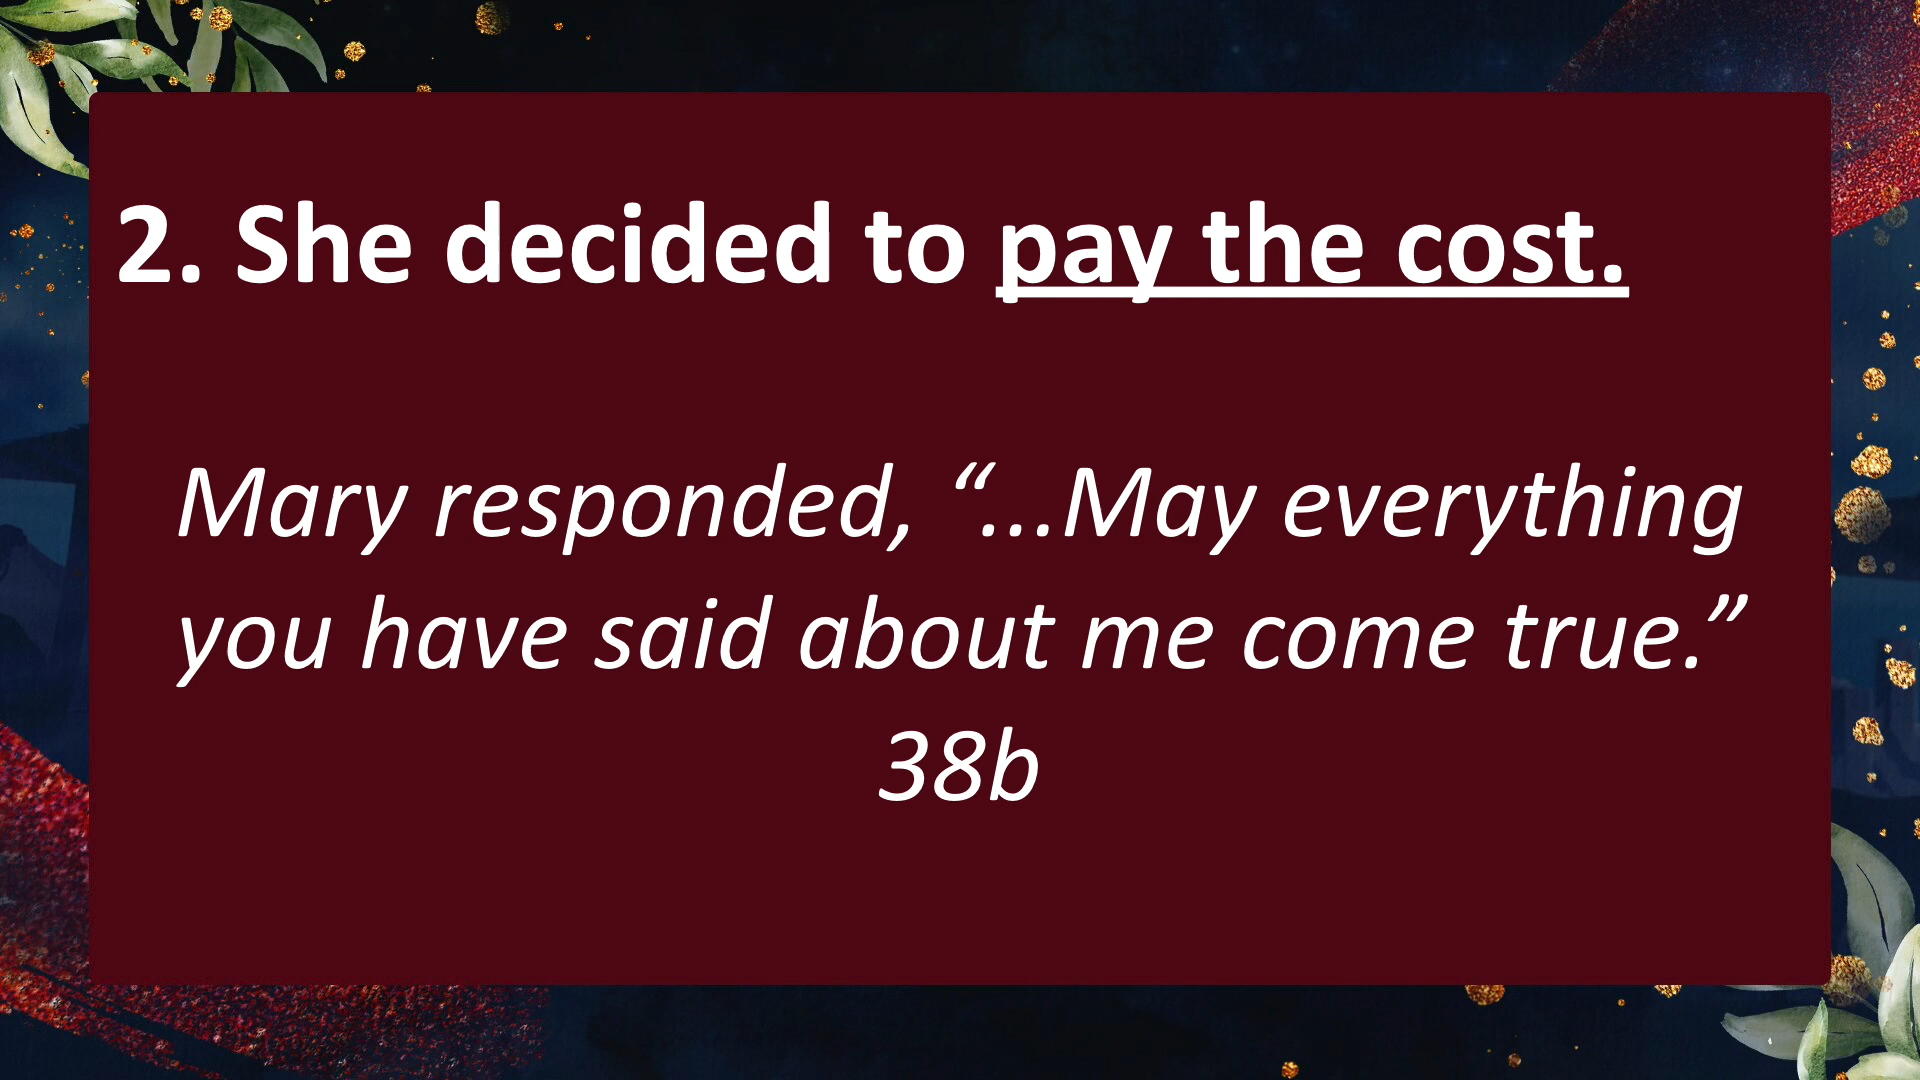 2. She decided to pay the cost.
Mary responded, “...May everything
you have said about me come true.”
38b